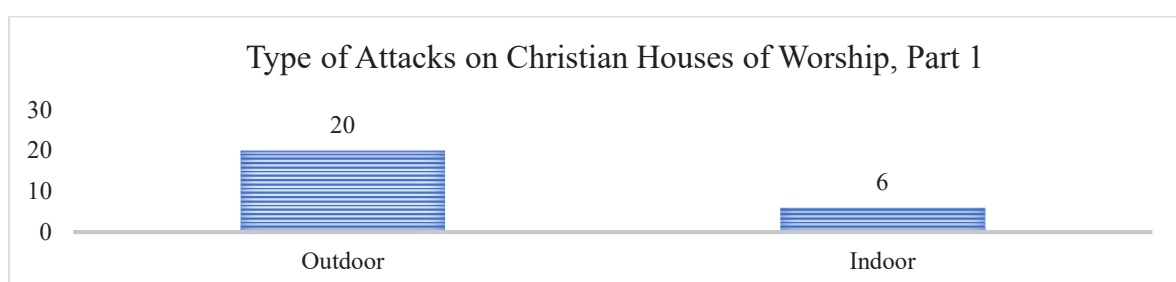 Type of Attacks on Christian Houses of Worship, Part 1
30
20
10
0
20
6
Outdoor
Indoor